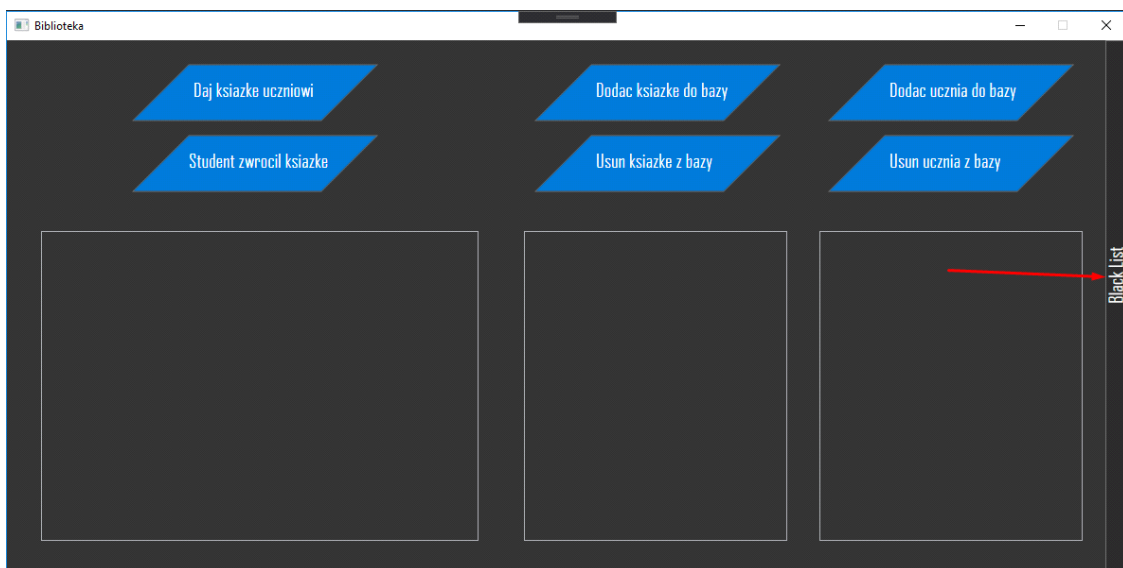 Biblioteka
Daj ksiazke uczniowi
Dodac ksiazke do bazy
Dodac ucznia do bazy
Student zwrocil ksiazke
Usun ksiazke z bazy
Usun ucznia z bazy
Black List